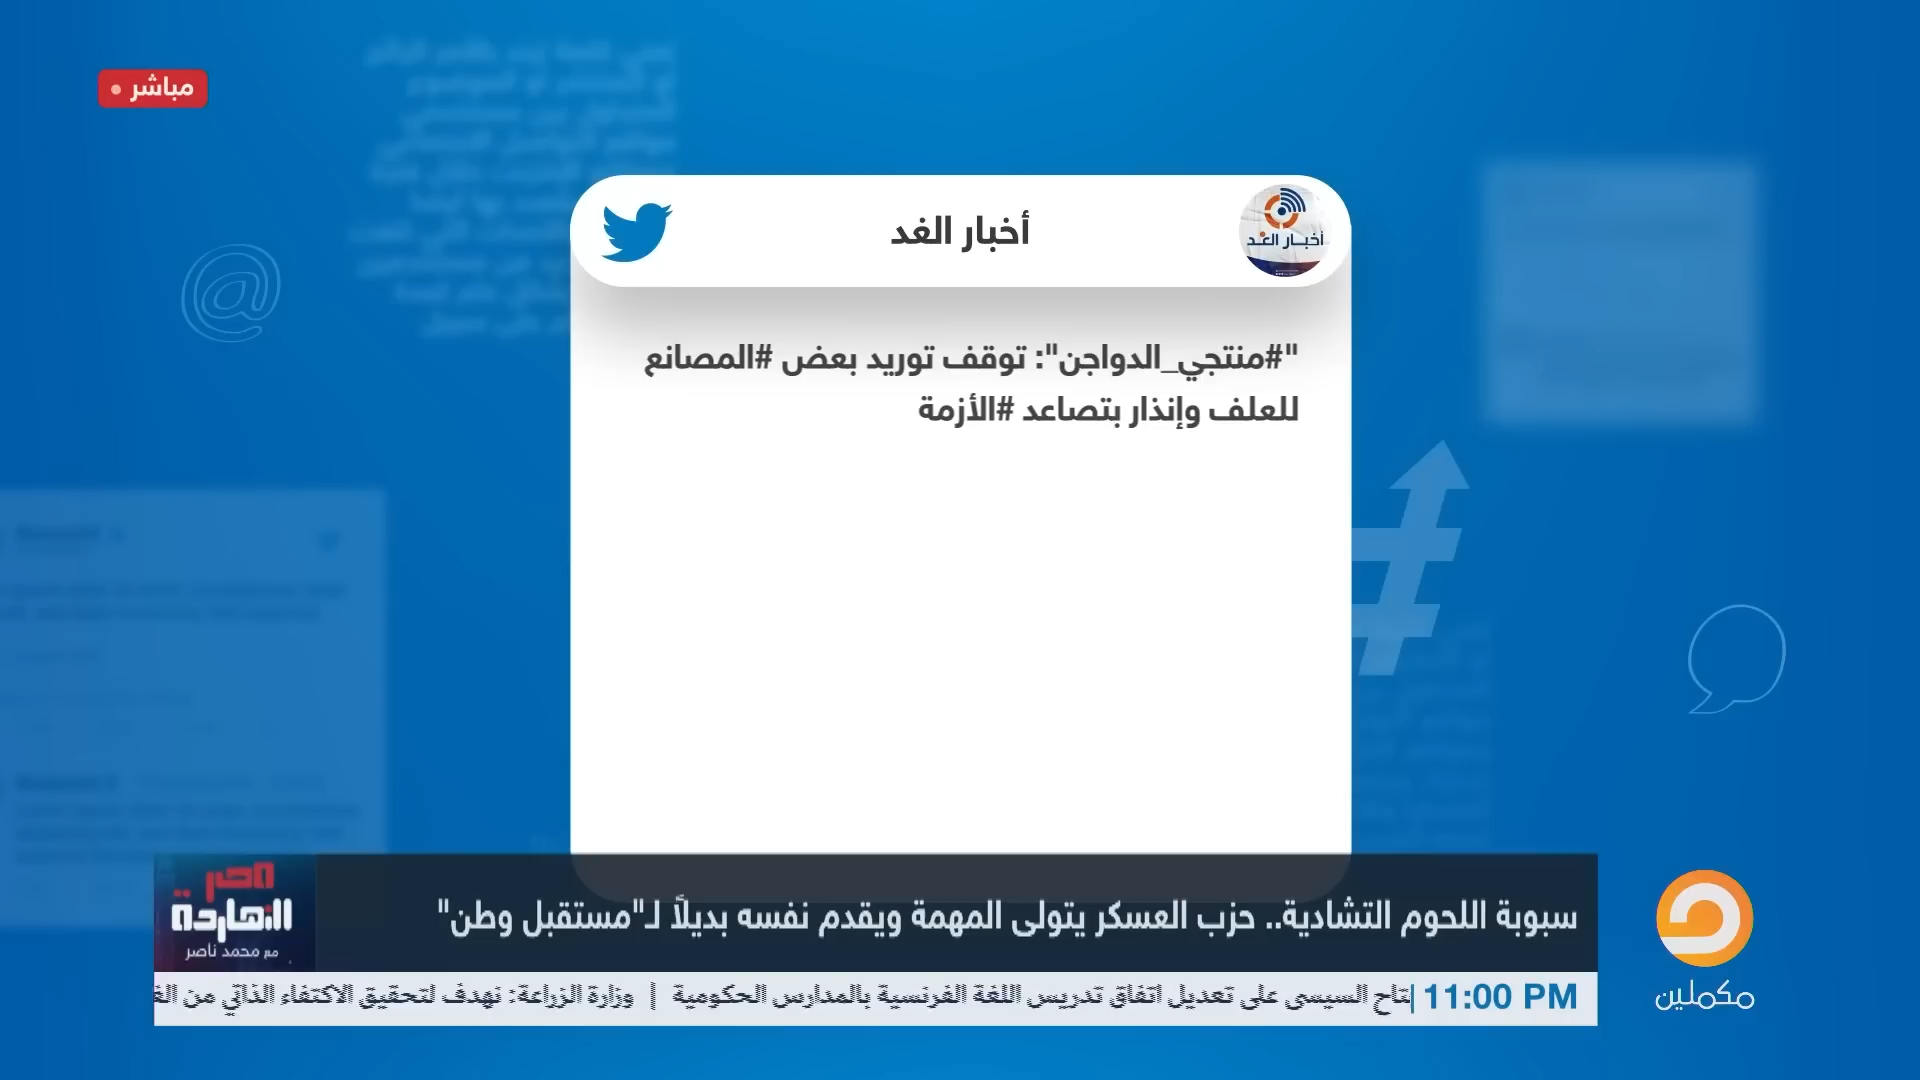 مباشر
أخبار الغد
أخبار الغد
"#منتجي_الدواجن": توقف توريد بعض #المصانع
للعلف وإنذار بتصاعد #الأزمة
مصر
النهاردة
مع محمد ناصر
سبوبة اللحوم التشادية.. حزب العسكر يتولى المهمة ويقدم نفسه بديلاً لـ"مستقبل وطن"
11:00 PM
السيسي على تعديل اتفاق تدريس اللغة الفرنسية بالمدارس الحكومية | وزارة الزراعة: نهدف لتحقيق الاكتفاء الذاتي من
مكملين